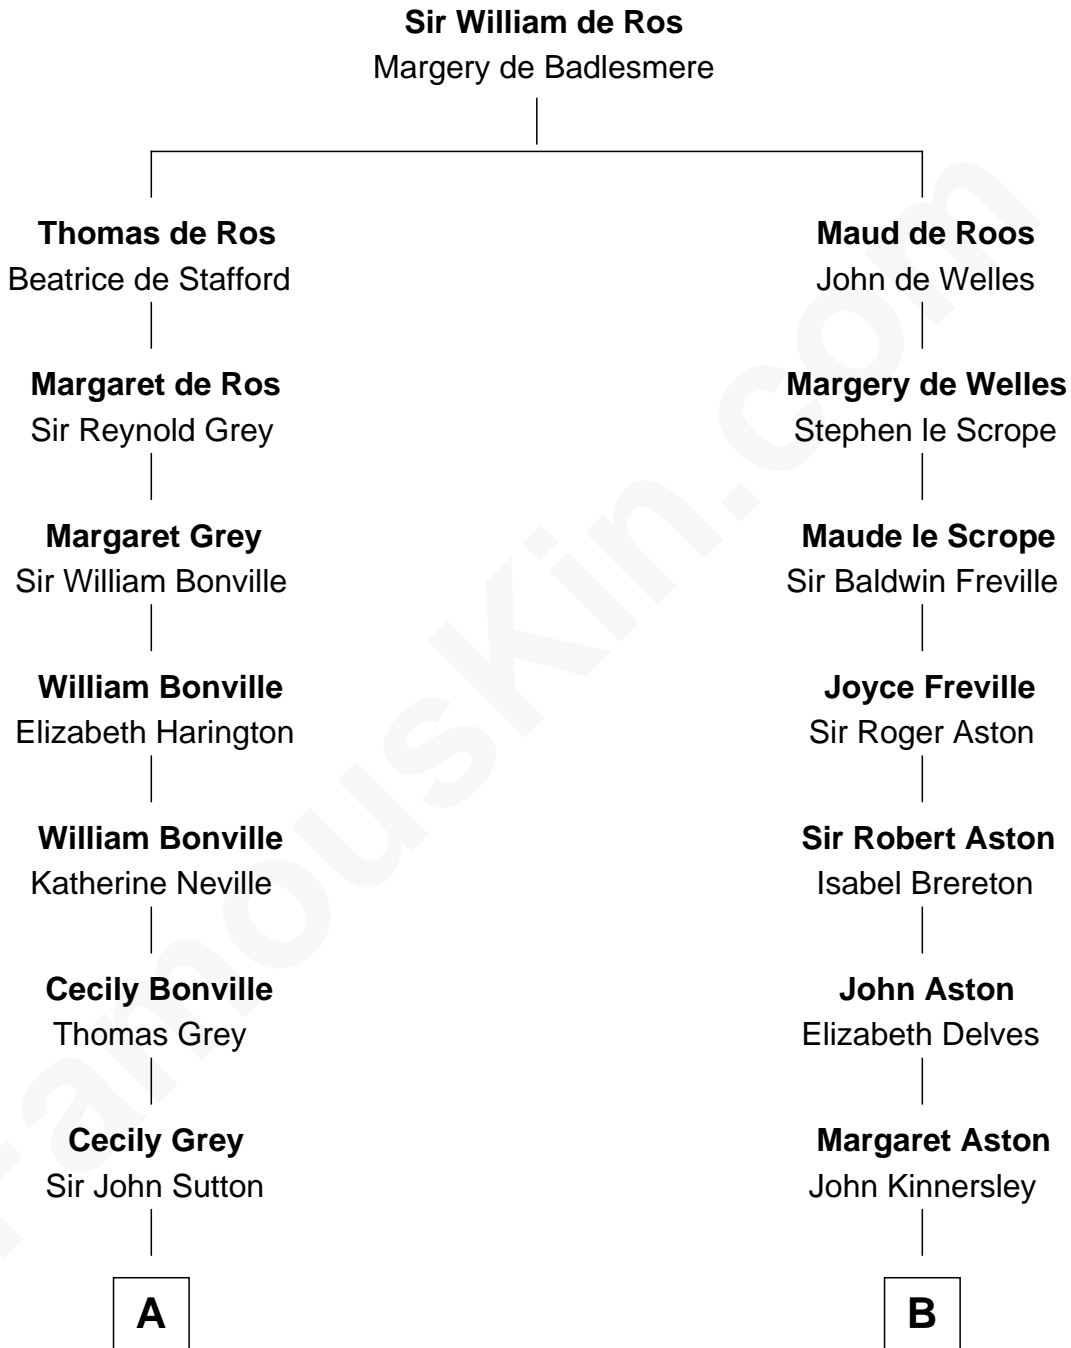 Sir William de Ros
Margery de Badlesmere
Thomas de Ros
Beatrice de Stafford
Margaret de Ros
Sir Reynold Grey
Margaret Grey
Sir William Bonville
William Bonville
Elizabeth Harington
William Bonville
Katherine Neville
Cecily Bonville
Thomas Grey
Cecily Grey
Sir John Sutton
A
Maud de Roos
John de Welles
Margery de Welles
Stephen le Scrope
Maude le Scrope
Sir Baldwin Freville
Joyce Freville
Sir Roger Aston
Sir Robert Aston
Isabel Brereton
John Aston
Elizabeth Delves
Margaret Aston
John Kinnersley
B
FamousKin.com